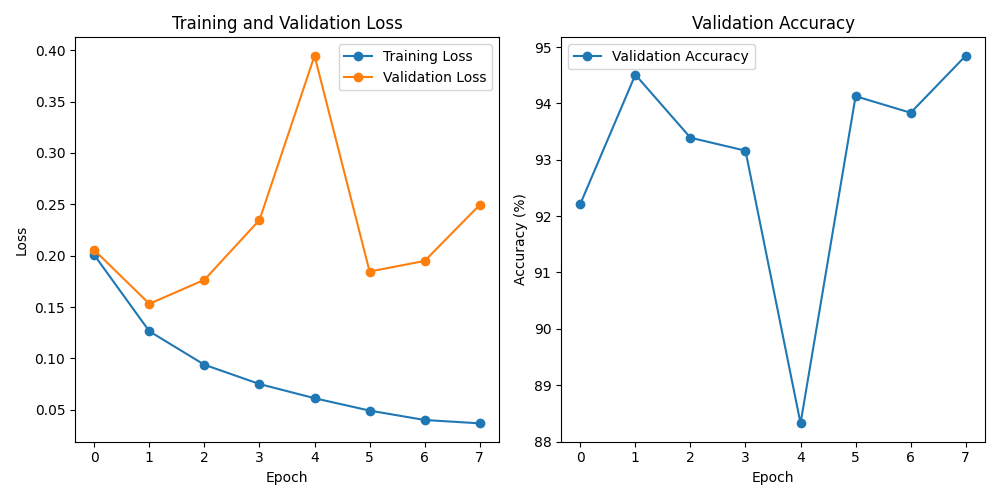 Training and Validation Loss
Training Loss
Validation Loss
0.40
0.35
0.30
0.25
0.20
0.15
0.10
0.05
Loss
0 1 2 3 4 5 6 7
Epoch
Validation Accuracy
Validation Accuracy
95
94
93
92
91
90
89
88
Accuracy (%)
0 1 2 3 4 5 6 7
Epoch